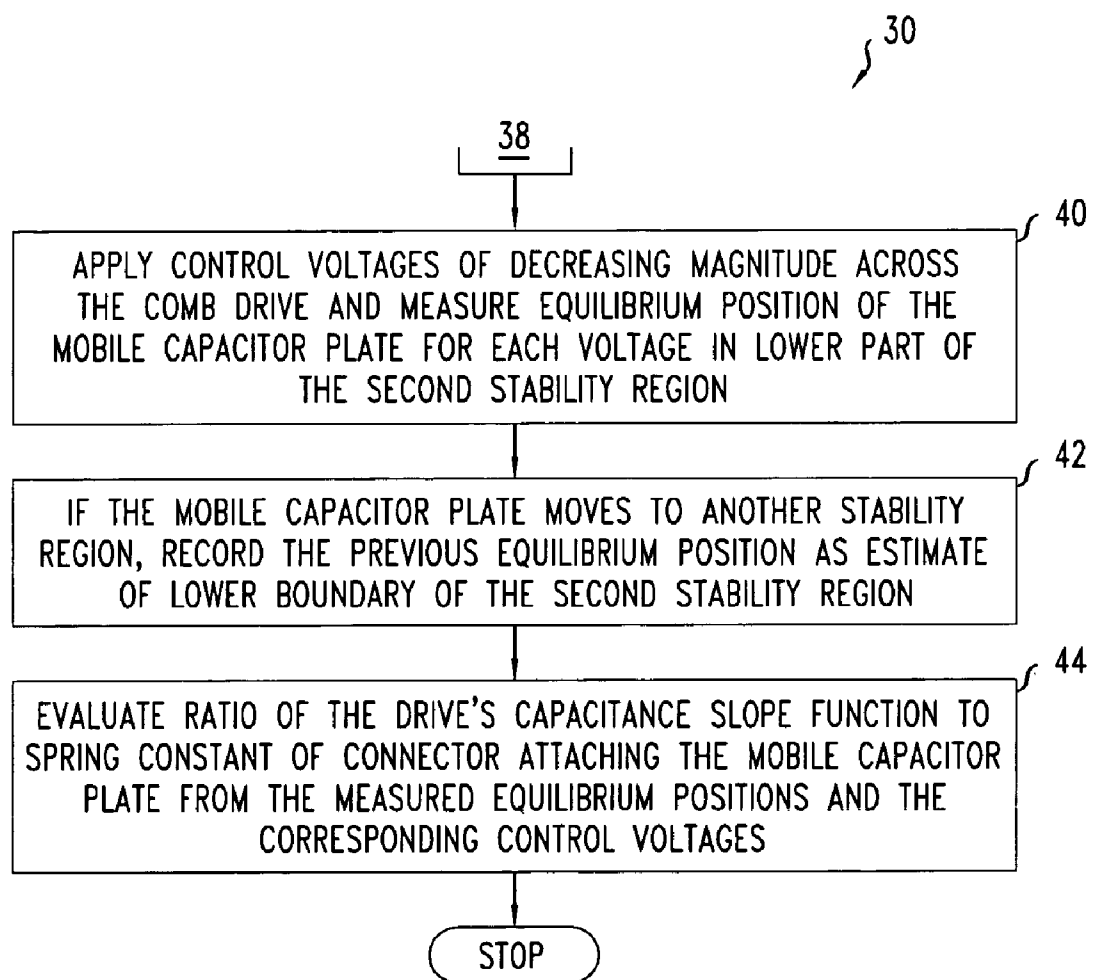 30
38
40
APPLY CONTROL VOLTAGES OF DECREASING MAGNITUDE ACROSS
THE COMB DRIVE AND MEASURE EQUILIBRIUM POSITION OF THE
MOBILE CAPACITOR PLATE FOR EACH VOLTAGE IN LOWER PART OF
THE SECOND STABILITY REGION
42
IF THE MOBILE CAPACITOR PLATE MOVES TO ANOTHER STABILITY
REGION, RECORD THE PREVIOUS EQUILIBRIUM POSITION AS ESTIMATE
OF LOWER BOUNDARY OF THE SECOND STABILITY REGION
44
EVALUATE RATIO OF THE DRIVE'S CAPACITANCE SLOPE FUNCTION TO
SPRING CONSTANT OF CONNECTOR ATTACHING THE MOBILE CAPACITOR
PLATE FROM THE MEASURED EQUILIBRIUM POSITIONS AND THE
CORRESPONDING CONTROL VOLTAGES
STOP